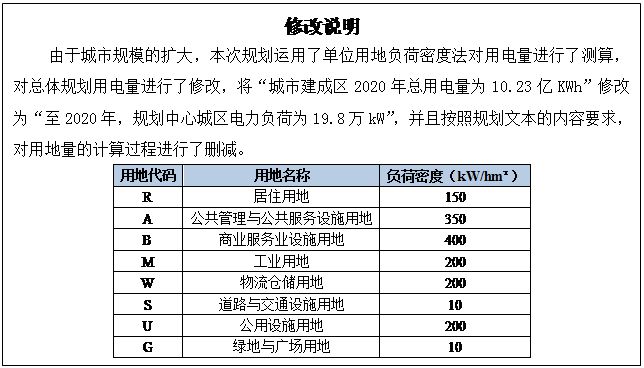 修改说明
由于城市规模的扩大，本次规划运用了单位用地负荷密度法对用电量进行了测算，
对总体规划用电量进行了修改，将“城市建成区 2020 年总用电量为 10.23 亿 KWh”修改
为“至 2020 年，规划中心城区电力负荷为 19.8 万 kW”，并且按照规划文本的内容要求，
对用地量的计算过程进行了删减。
用地代码 用地名称 负荷密度（kW/hm²）
R 居住用地 150
A 公共管理与公共服务设施用地 350
B 商业服务业设施用地 400
M 工业用地 200
W 物流仓储用地 200
S 道路与交通设施用地 10
U 公用设施用地 200
G 绿地与广场用地 10